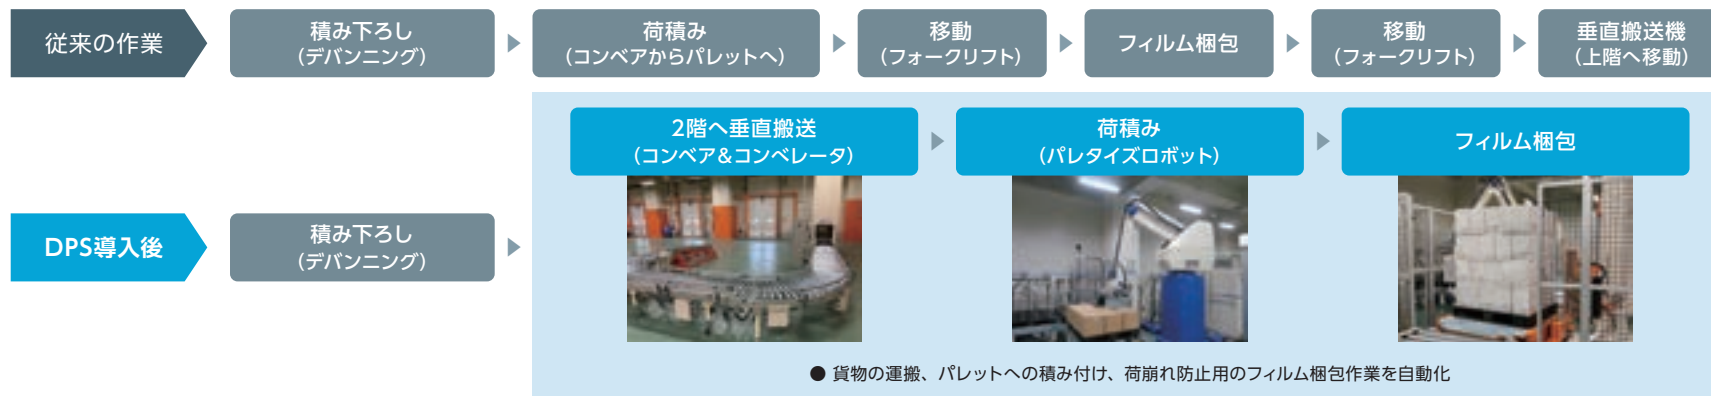 従来の作業
積み下ろし
（デバンニング）
荷積み
（コンベアからパレットへ）
移動
（フォークリフト）
フィルム梱包
移動
（フォークリフト）
垂直搬送機
（上階へ移動）
DPS導入後
積み下ろし
（デバンニング）
2階へ垂直搬送
（コンベア&コンベレータ）
荷積み
（パレタイズロボット）
フィルム梱包
● 貨物の運搬、パレットへの積み付け、荷崩れ防止用のフィルム梱包作業を自動化